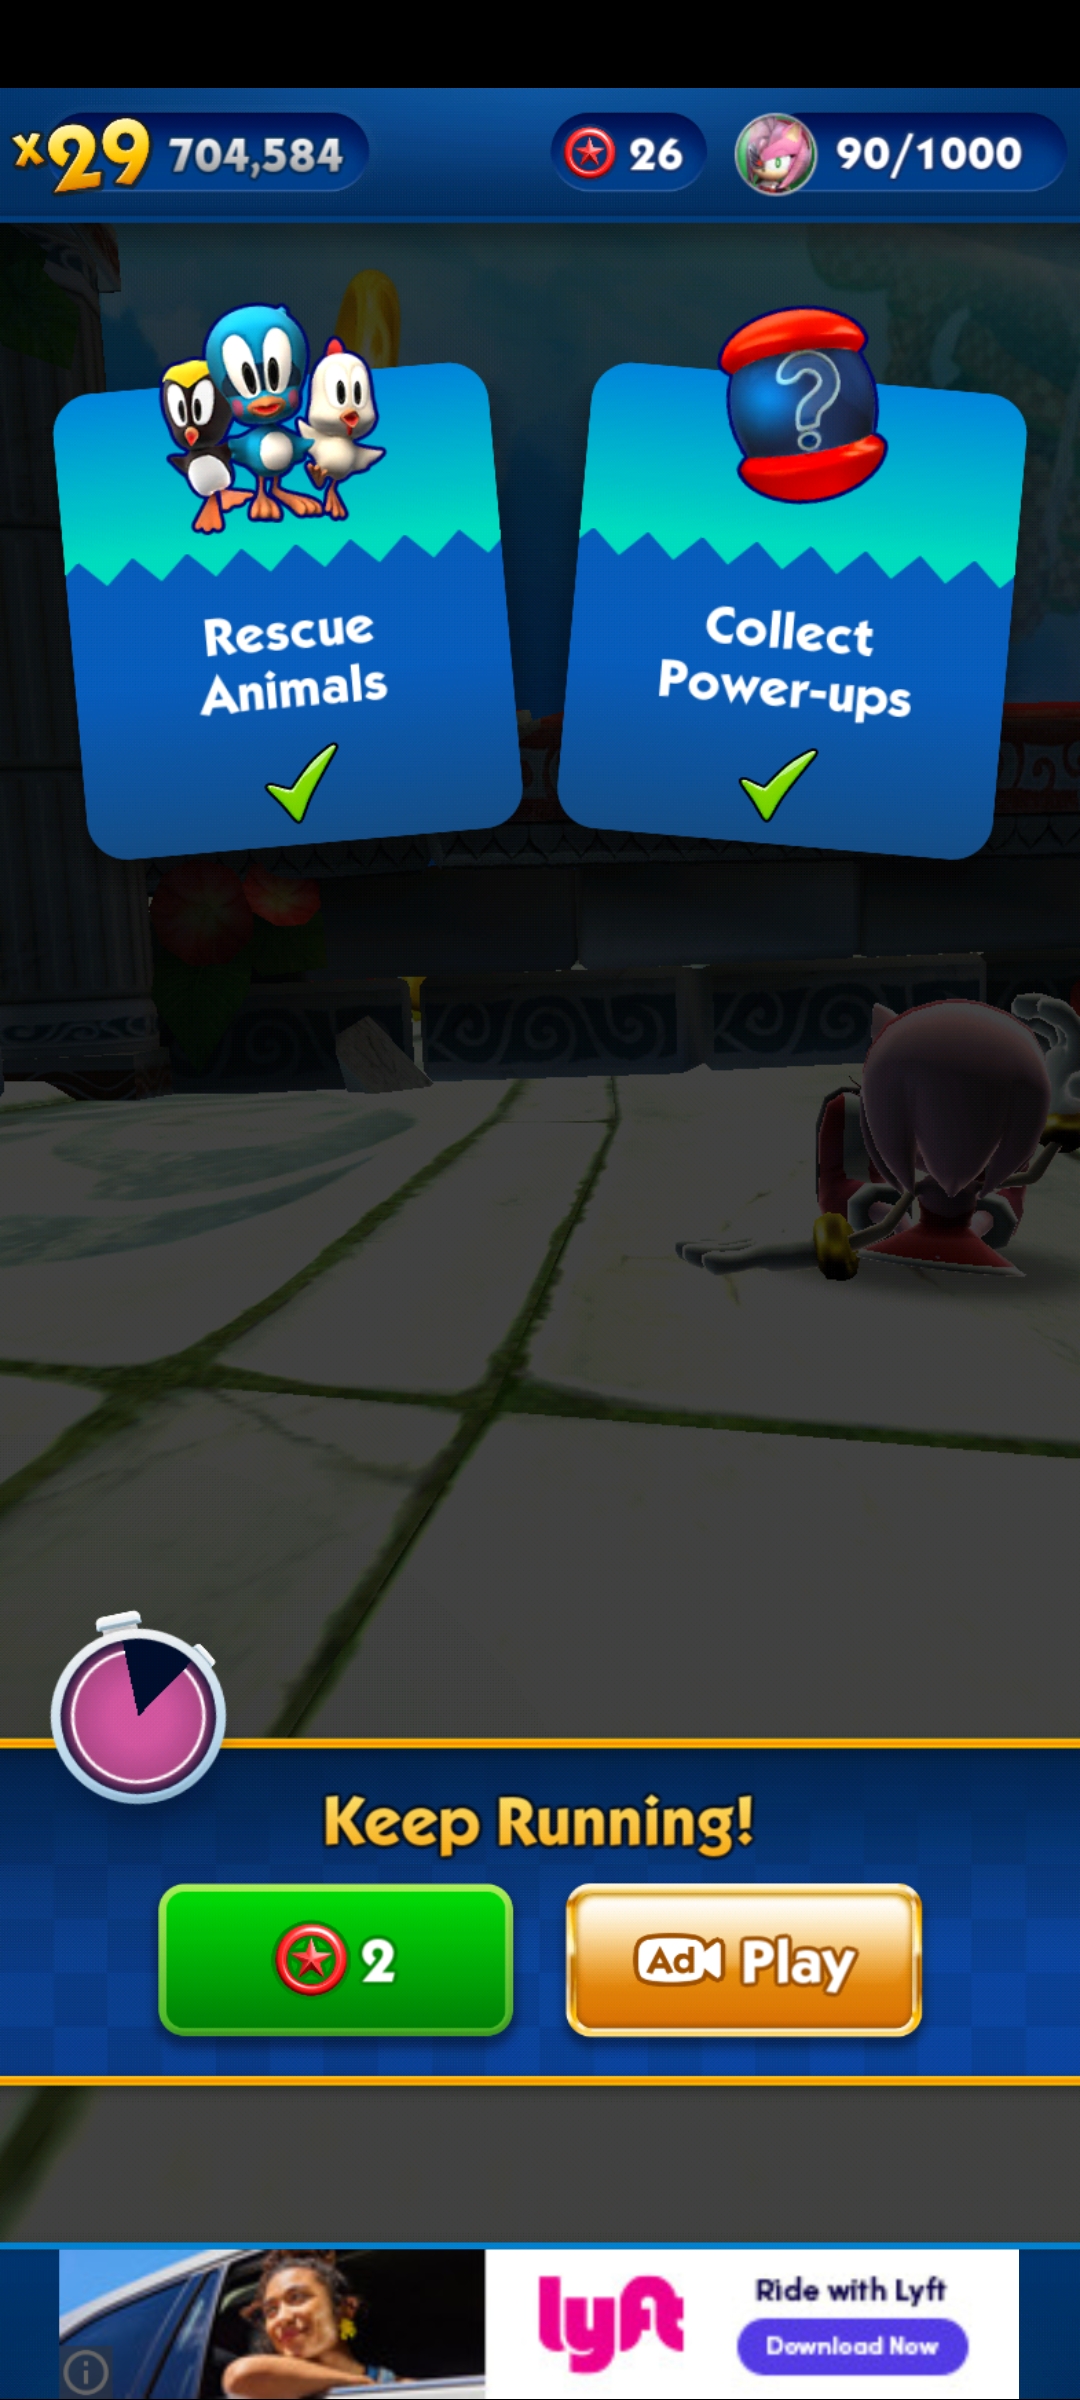 x29 704,584
26
90/1000
?
Rescue
Animals
Collect
Power-ups
Keep Running!
2
Ad Play
lyft
Ride with Lyft
Download Now